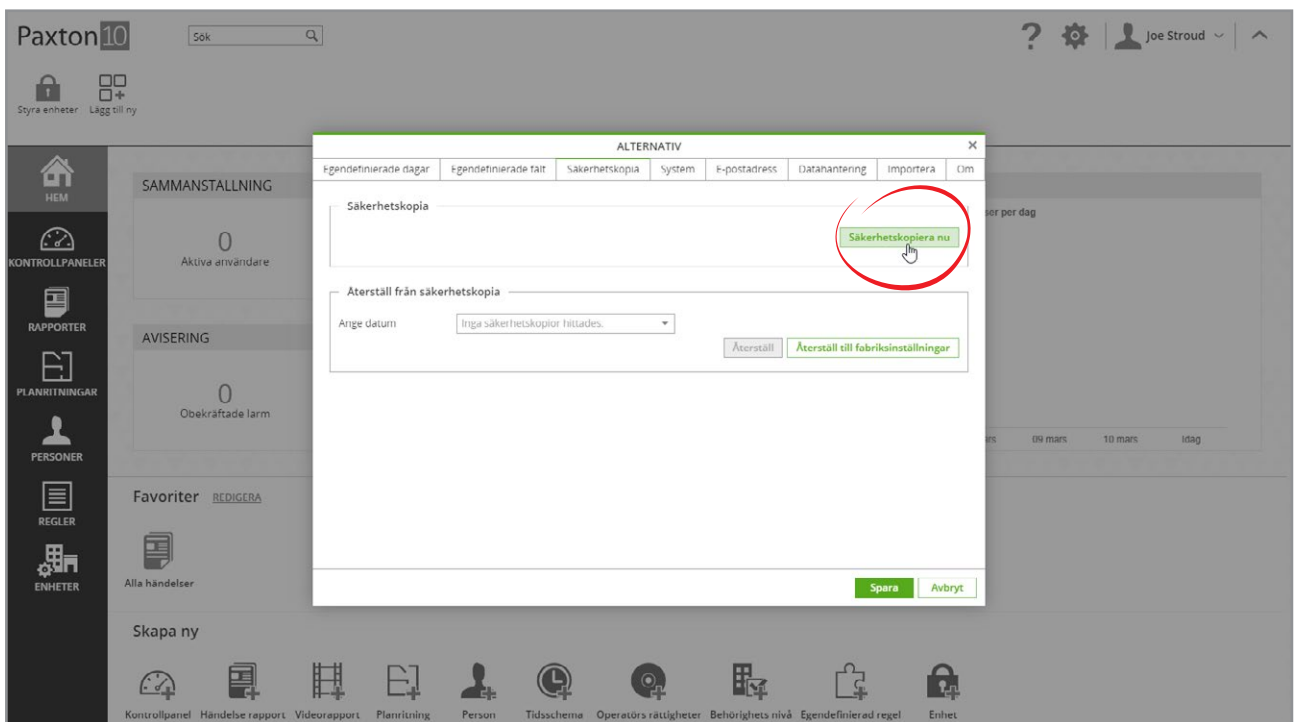 Paxton 10
Sök
Joe Stroud
Styra enheter
Lägg till ny
ALTERNATIV
Egendefinierade dagar
Egendefinierade fält
Säkerhetskopia
System
E-postadress
Datahantering
Importera
Om
Säkerhetskopia
Säkerhetskopiera nu
Återställ från säkerhetskopia
Ange datum
Inga säkerhetskopior hittades.
Återställ
Återställ till fabriksinställningar
Spara
Avbryt
HEM
KONTROLLPANELER
RAPPORTER
PLANRITNINGAR
PERSONER
REGLER
ENHETER
SAMMANSTALLNING
0
Aktiva användare
AVISERING
0
Obekräftade larm
ser per dag
09 mars
10 mars
Idag
Favoriter
REDIGERA
Alla händelser
Skapa ny
Kontrollpanel
Händelse rapport
Videorapport
Planritning
Person
Tidsschema
Operatörs rättigheter
Behörighets nivå
Egendefinierad regel
Enhet